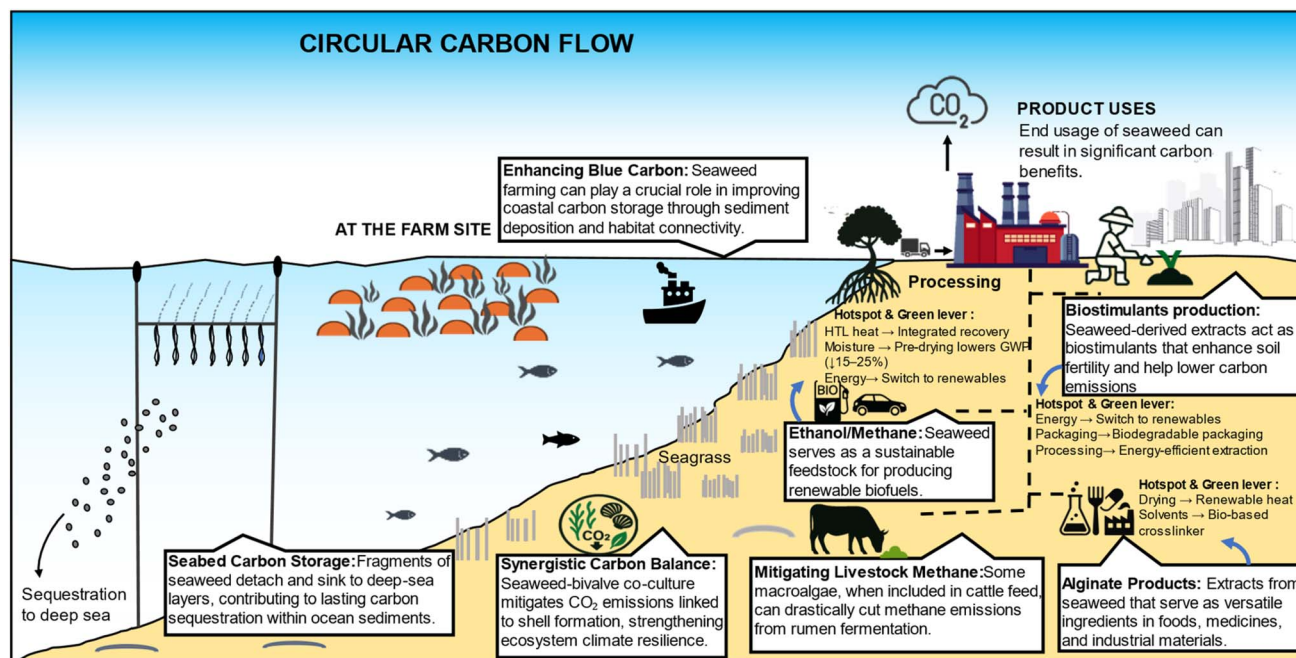 CIRCULAR CARBON FLOW
CO2
PRODUCT USES
End usage of seaweed can
result in significant carbon
benefits.
Enhancing Blue Carbon: Seaweed
farming can play a crucial role in improving
coastal carbon storage through sediment
deposition and habitat connectivity.
AT THE FARM SITE
Processing
Hotspot & Green lever :
HTL heat → Integrated recovery
Moisture → Pre-drying lowers GWP
(↓15–25%)
Energy→ Switch to renewables
BIO
Biostimulants production:
Seaweed-derived extracts act as
biostimulants that enhance soil
fertility and help lower carbon
emissions
Hotspot & Green lever:
Energy → Switch to renewables
Packaging→Biodegradable packaging
Processing→ Energy-efficient extraction
Ethanol/Methane: Seaweed
serves as a sustainable
feedstock for producing
renewable biofuels.
Seagrass
Hotspot & Green lever :
Drying → Renewable heat
Solvents → Bio-based
crosslinker
CO₂
Sequestration
to deep sea
Seabed Carbon Storage: Fragments of
seaweed detach and sink to deep-sea
layers, contributing to lasting carbon
sequestration within ocean sediments.
Synergistic Carbon Balance:
Seaweed-bivalve co-culture
mitigates CO₂ emissions linked
to shell formation, strengthening
ecosystem climate resilience.
Mitigating Livestock Methane: Some
macroalgae, when included in cattle feed,
can drastically cut methane emissions
from rumen fermentation.
Alginate Products: Extracts from
seaweed that serve as versatile
ingredients in foods, medicines,
and industrial materials.